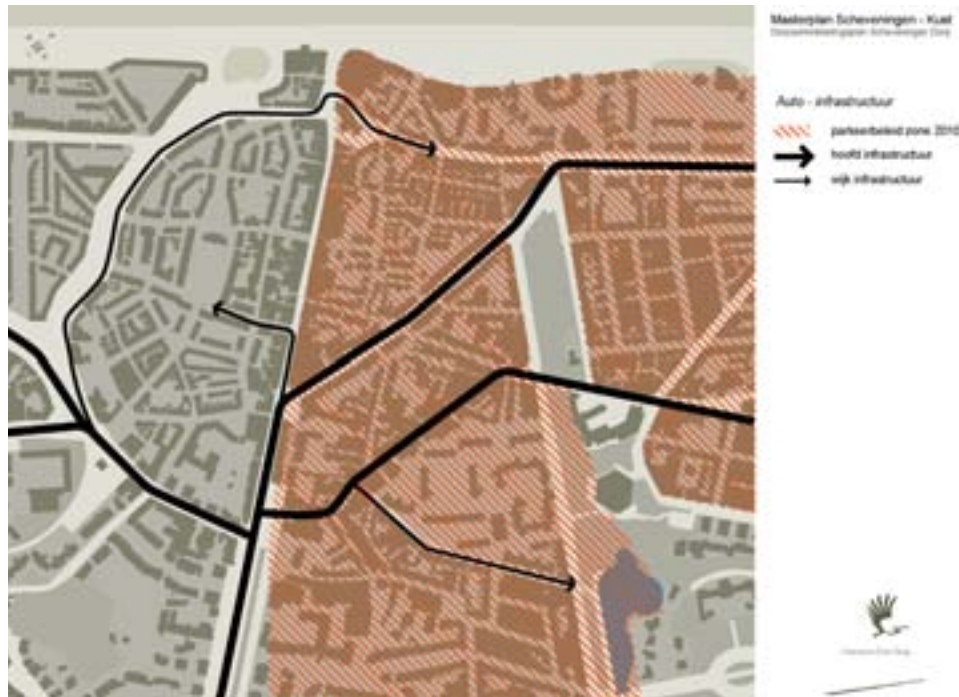 Masterplan Scheveningen - Kust
Auto - infrastructuur
parkeerbeleid zone 2010
hoofd infrastructuur
wijk infrastructuur